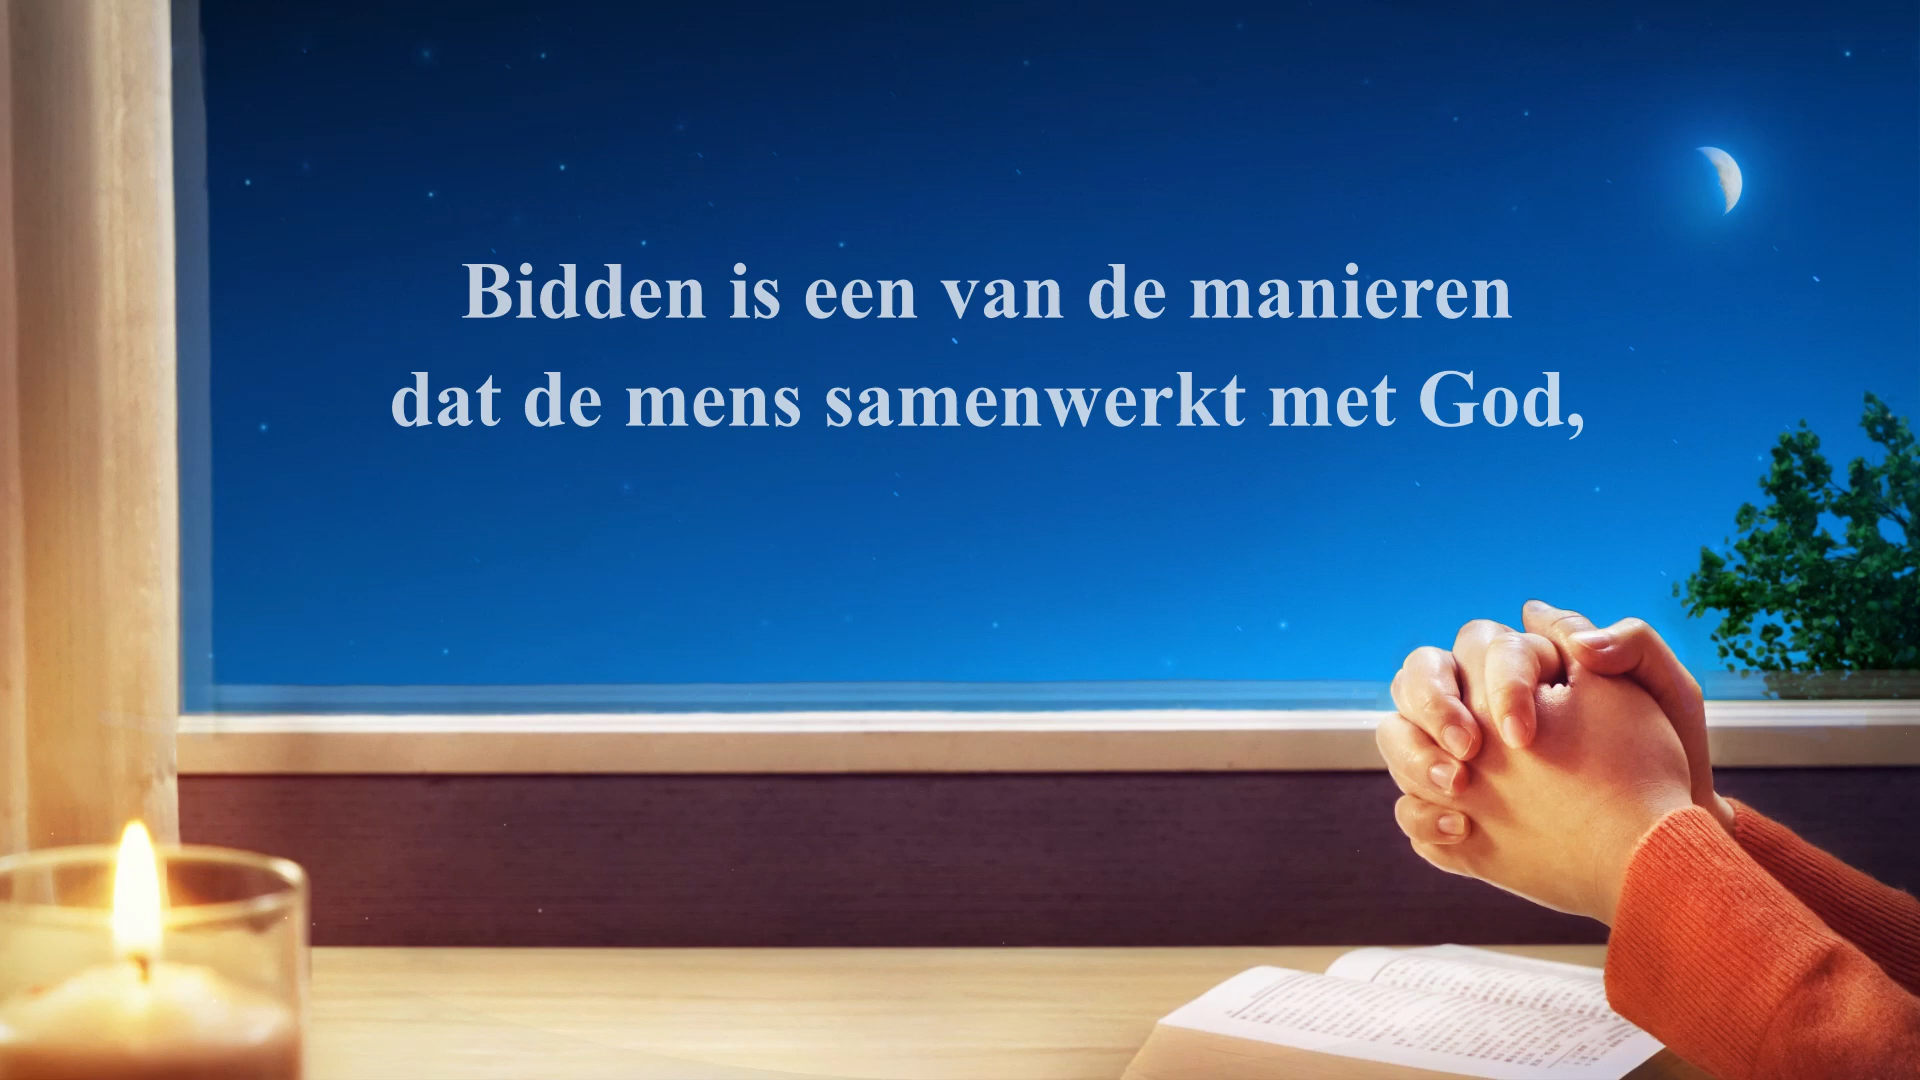 Bidden is een van de manieren
dat de mens samenwerkt met God,